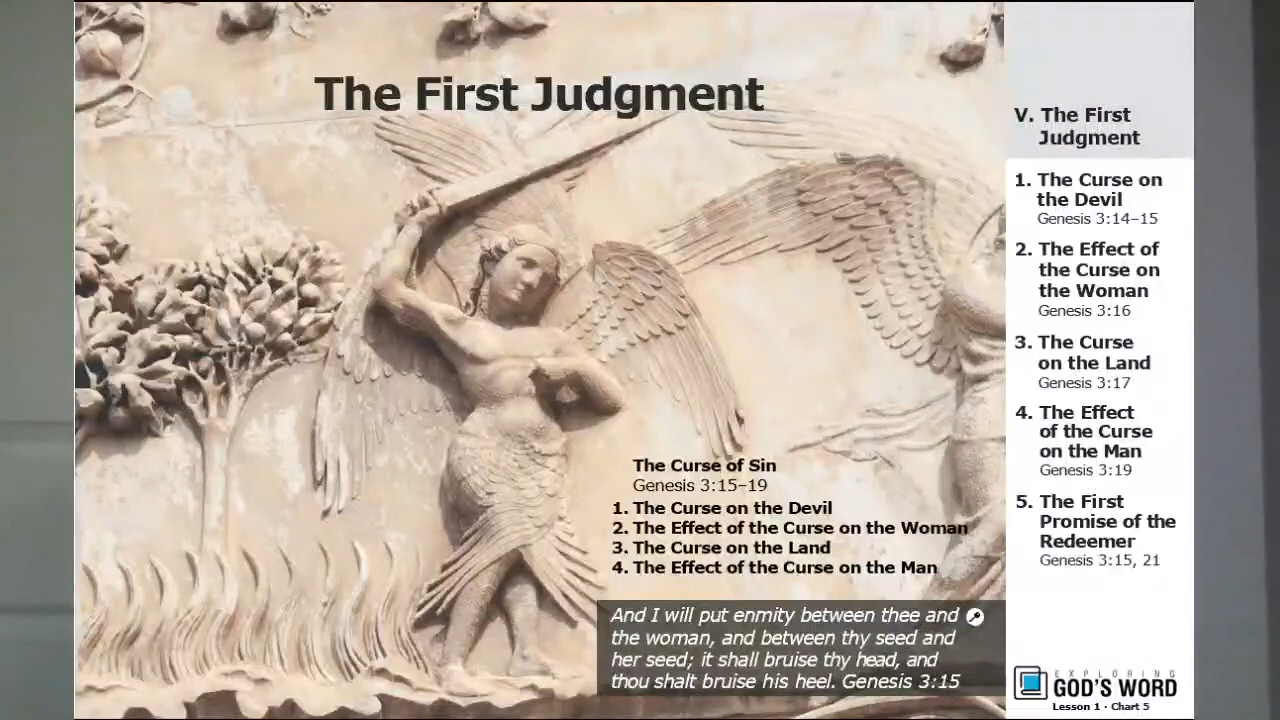 The First Judgment
The Curse of Sin
Genesis 3:15–19
1. The Curse on the Devil
2. The Effect of the Curse on the Woman
3. The Curse on the Land
4. The Effect of the Curse on the Man
And I will put enmity between thee and
the woman, and between thy seed and
her seed; it shall bruise thy head, and
thou shalt bruise his heel. Genesis 3:15
V. The First
Judgment
1. The Curse on
the Devil
Genesis 3:14–15
2. The Effect of
the Curse on
the Woman
Genesis 3:16
3. The Curse
on the Land
Genesis 3:17
4. The Effect
of the Curse
on the Man
Genesis 3:19
5. The First
Promise of the
Redeemer
Genesis 3:15, 21
EXPLORING
GOD'S WORD
Lesson 1 · Chart 5